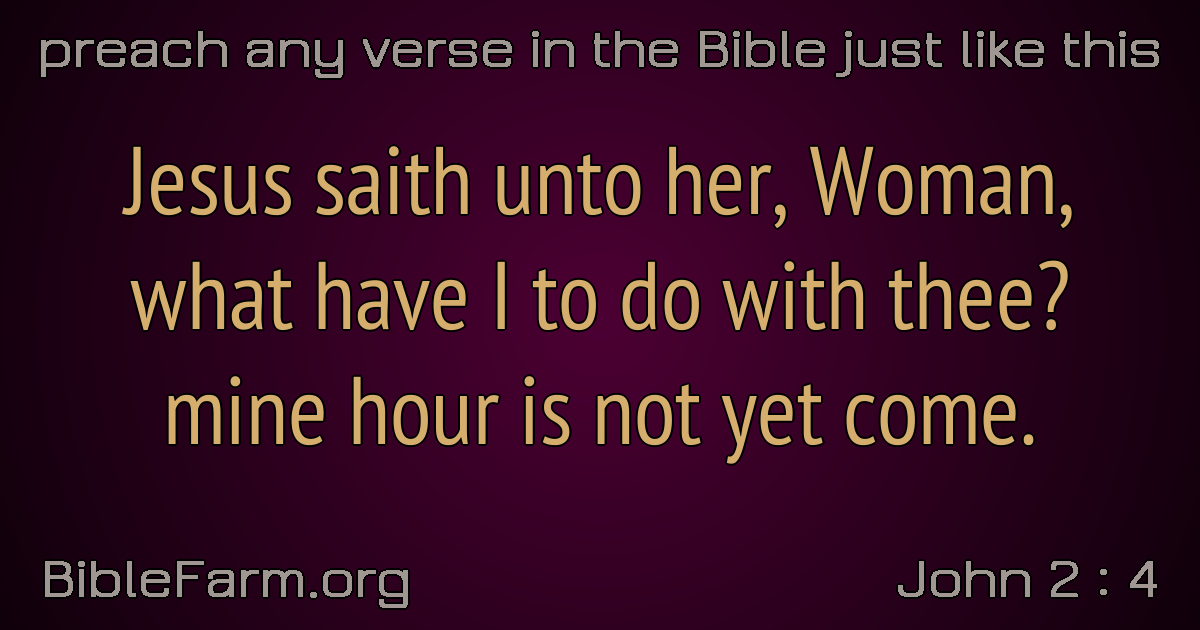 preach any verse in the Bible just like this
Jesus saith unto her, Woman,
what have I to do with thee?
mine hour is not yet come.
BibleFarm.org
John 2 : 4